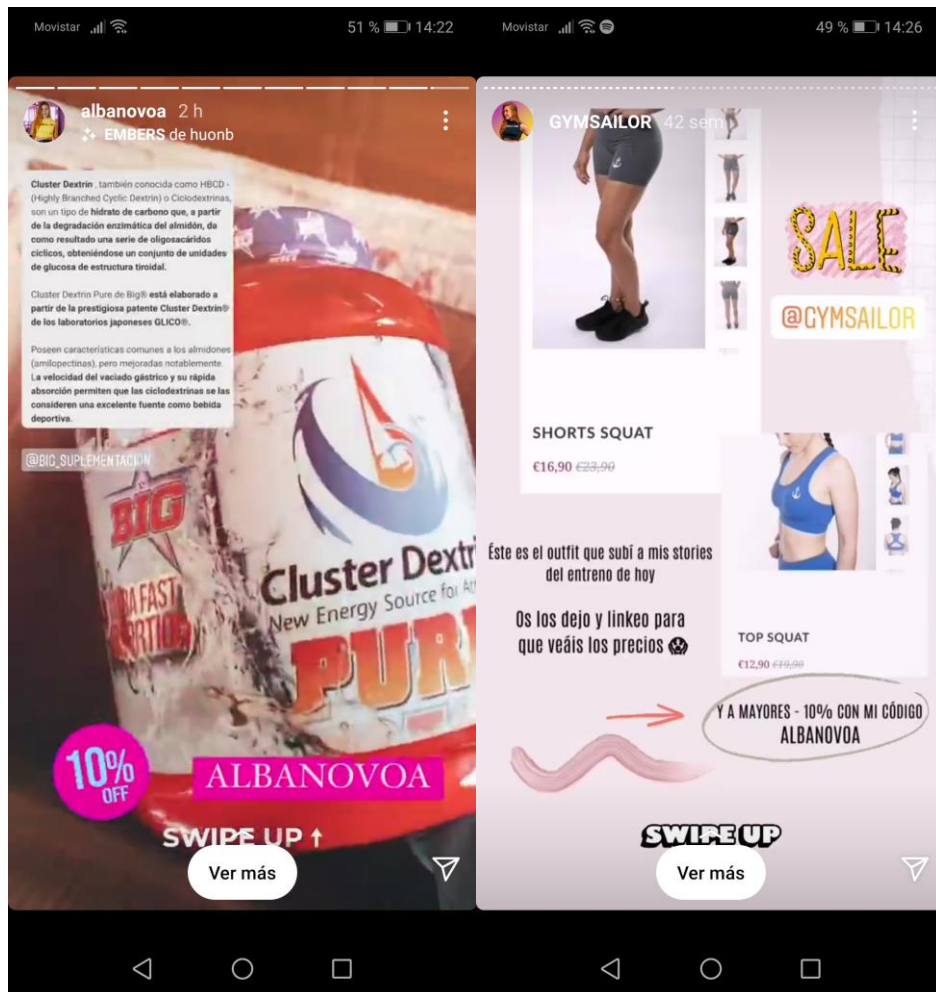 Movistar
51 % 14:22
albanovoa 2 h
EMBERS de huonb
Cluster Dextrin , también conocida como HBCD -
(Highly Branched Cyclic Dextrin) o Ciclodextrinas,
son un tipo de hidrato de carbono que, a partir
de la degradación enzimática del almidón, da
como resultado una serie de oligosacáridos
cíclicos, obteniéndose un conjunto de unidades
de glucosa de estructura tiroidal.
Cluster Dextrin Pure de Big® está elaborado a
partir de la prestigiosa patente Cluster Dextrin®
de los laboratorios japoneses GLICO®.
Poseen características comunes a los almidones
(amilopectinas), pero mejoradas notablemente.
La velocidad del vaciado gástrico y su rápida
absorción permiten que las ciclodextrinas se las
consideren una excelente fuente como bebida
deportiva.
@BIG_SUPLEMENTACION
BIG
FAST
Cluster Dextr
New Energy Source for
PUR
10%
OFF
ALBANOVOA
SWIPE UP ↑
Ver más
Movistar
49 % 14:26
GYMSAILOR 42 sem
SALE
@GYMSAILOR
SHORTS SQUAT
€16,90 €23,90
TOP SQUAT
€12,90 €19,90
Éste es el outfit que subí a mis stories
del entreno de hoy
Os los dejo y linkeo para
que veáis los precios 😱
Y A MAYORES - 10% CON MI CÓDIGO
ALBANOVOA
SWIPE UP
Ver más